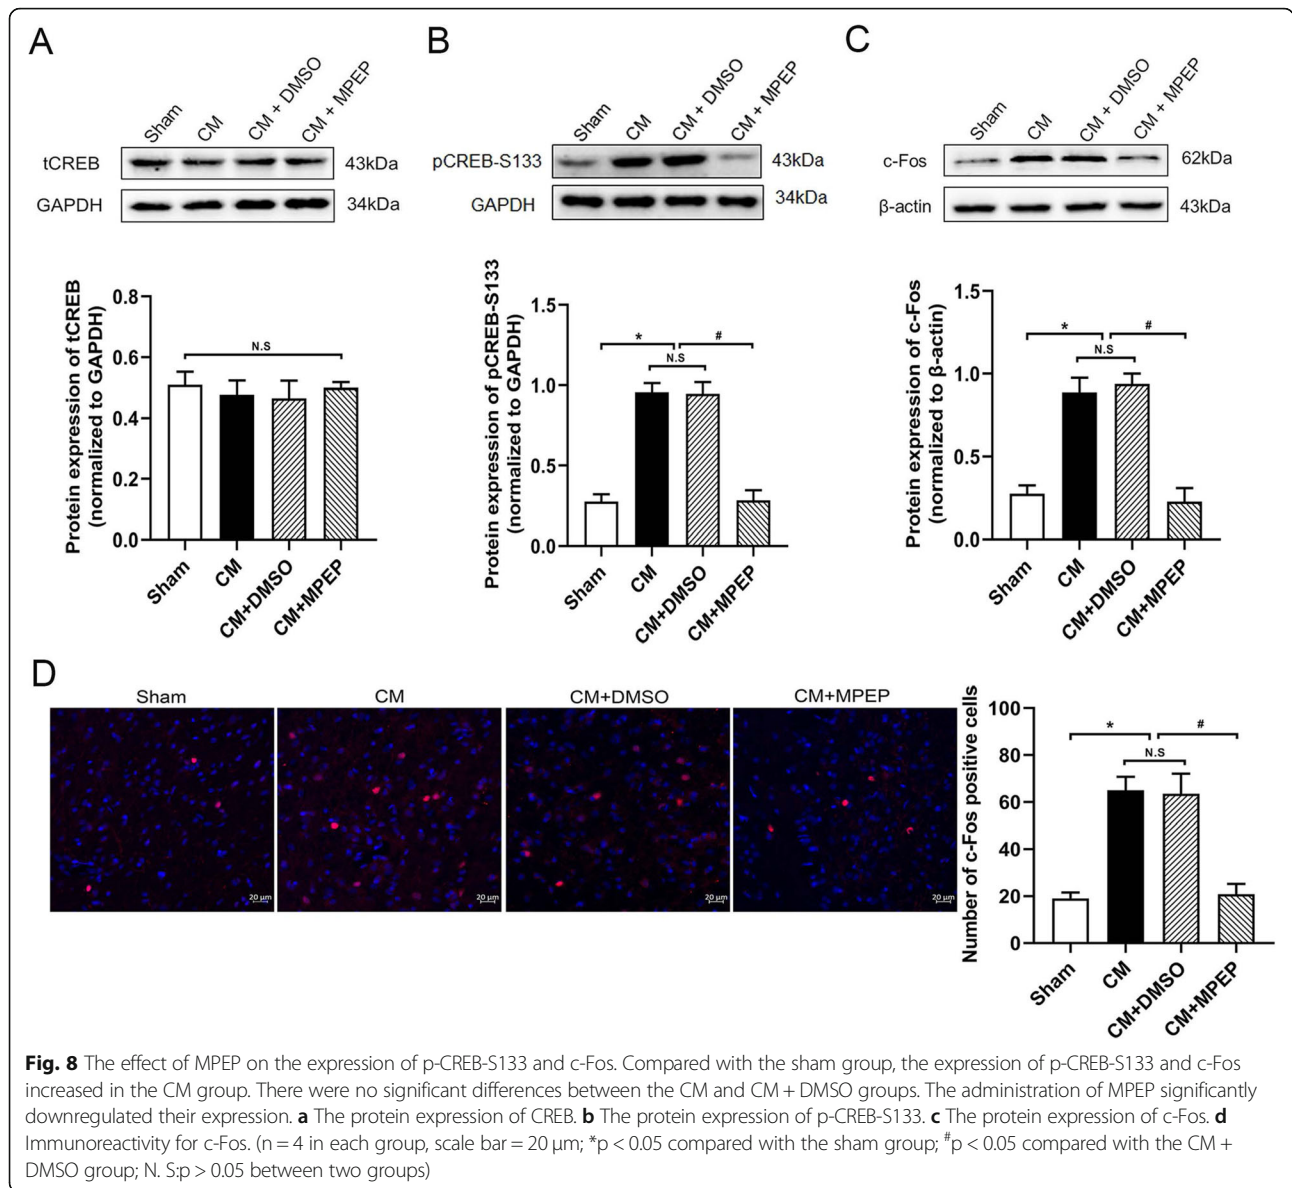 A
Sham
CM
CM + DMSO
CM + MPEP
tCREB
43kDa
GAPDH
34kDa
Protein expression of tCREB
(normalized to GAPDH)
0.8
0.6
0.4
0.2
0.0
N.S
Sham
CM
CM+DMSO
CM+MPEP
B
Sham
CM
CM + DMSO
CM + MPEP
pCREB-S133
43kDa
GAPDH
34kDa
Protein expression of pCREB-S133
(normalized to GAPDH)
1.5
1.0
0.5
0.0
*
#
N.S
Sham
CM
CM+DMSO
CM+MPEP
C
Sham
CM
CM + DMSO
CM + MPEP
c-Fos
62kDa
β-actin
43kDa
Protein expression of c-Fos
(normalized to β-actin)
1.5
1.0
0.5
0.0
*
#
N.S
Sham
CM
CM+DMSO
CM+MPEP
D
Sham
CM
CM+DMSO
CM+MPEP
20 µm
20 µm
20 µm
20 µm
Number of c-Fos positive cells
100
80
60
40
20
0
*
#
N.S
Sham
CM
CM+DMSO
CM+MPEP
Fig. 8 The effect of MPEP on the expression of p-CREB-S133 and c-Fos. Compared with the sham group, the expression of p-CREB-S133 and c-Fos
increased in the CM group. There were no significant differences between the CM and CM + DMSO groups. The administration of MPEP significantly
downregulated their expression. a The protein expression of CREB. b The protein expression of p-CREB-S133. c The protein expression of c-Fos. d
Immunoreactivity for c-Fos. (n = 4 in each group, scale bar = 20 µm; *p < 0.05 compared with the sham group; #p < 0.05 compared with the CM +
DMSO group; N. S:p > 0.05 between two groups)